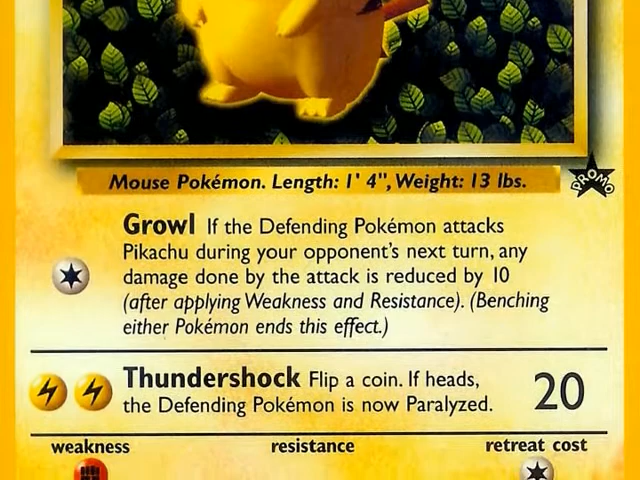 Mouse Pokémon. Length: 1' 4", Weight: 13 lbs.
PROMO
Growl If the Defending Pokémon attacks
Pikachu during your opponent's next turn, any
damage done by the attack is reduced by 10
(after applying Weakness and Resistance). (Benching
either Pokémon ends this effect.)
Thundershock Flip a coin. If heads,
the Defending Pokémon is now Paralyzed.
20
weakness resistance retreat cost